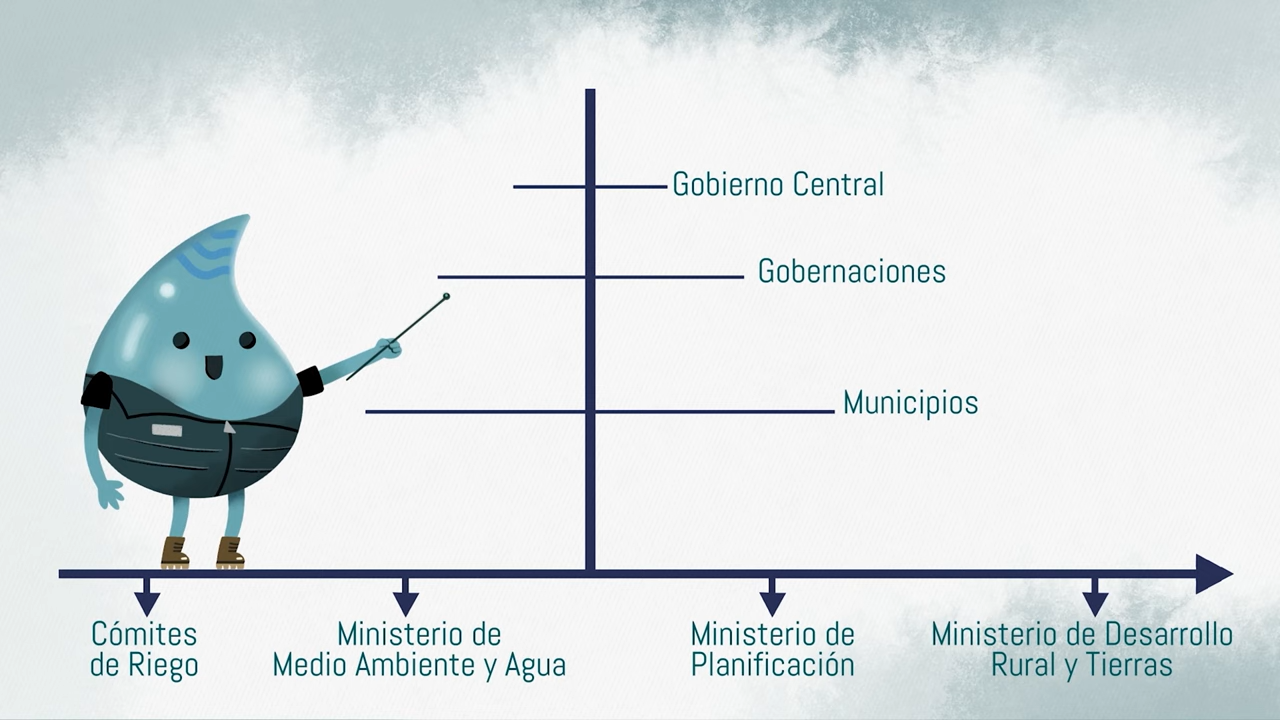 Gobierno Central
Gobernaciones
Municipios
Cómites
de Riego
Ministerio de
Medio Ambiente y Agua
Ministerio de
Planificación
Ministerio de Desarrollo
Rural y Tierras